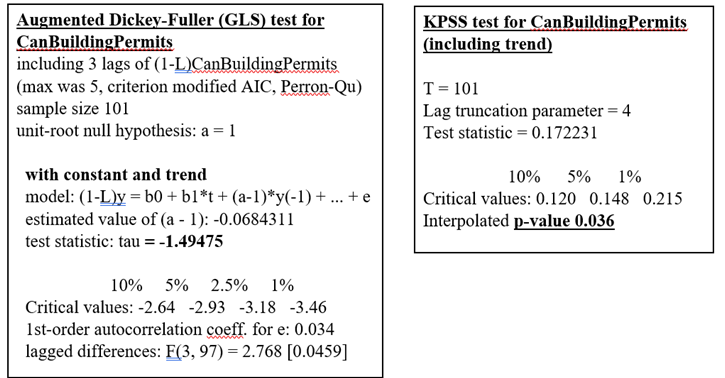 Augmented Dickey-Fuller (GLS) test for
CanBuildingPermits
including 3 lags of (1-L)CanBuildingPermits
(max was 5, criterion modified AIC, Perron-Qu)
sample size 101
unit-root null hypothesis: a = 1
with constant and trend
model: (1-L)y = b0 + b1*t + (a-1)*y(-1) + ... + e
estimated value of (a - 1): -0.0684311
test statistic: tau = -1.49475
10% 5% 2.5% 1%
Critical values: -2.64 -2.93 -3.18 -3.46
1st-order autocorrelation coeff. for e: 0.034
lagged differences: F(3, 97) = 2.768 [0.0459]
KPSS test for CanBuildingPermits
(including trend)
T = 101
Lag truncation parameter = 4
Test statistic = 0.172231
10% 5% 1%
Critical values: 0.120 0.148 0.215
Interpolated p-value 0.036